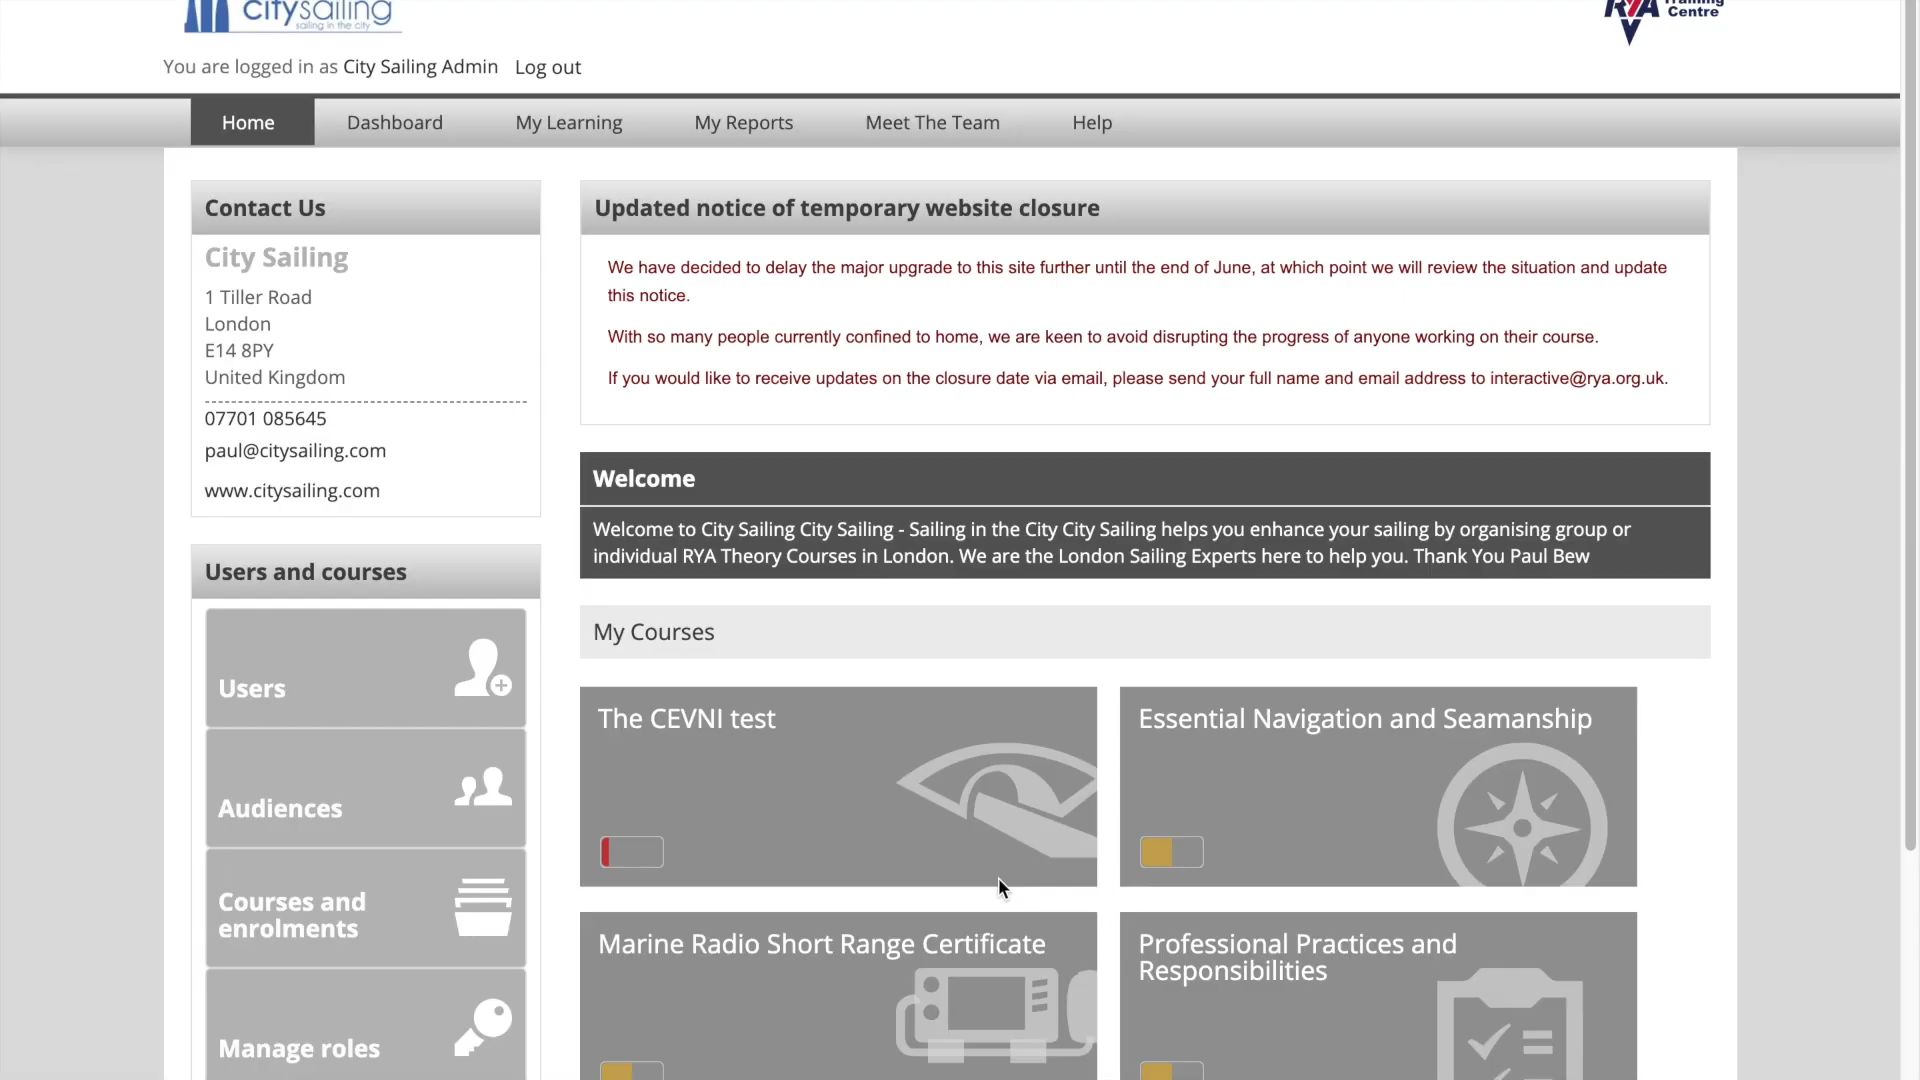 citysailing
sailing in the city
RYA
Training
Centre
You are logged in as City Sailing Admin Log out
Home Dashboard My Learning My Reports Meet The Team Help
Contact Us
City Sailing
1 Tiller Road
London
E14 8PY
United Kingdom
07701 085645
paul@citysailing.com
www.citysailing.com
Users and courses
Users
Audiences
Courses and
enrolments
Manage roles
Updated notice of temporary website closure
We have decided to delay the major upgrade to this site further until the end of June, at which point we will review the situation and update
this notice.
With so many people currently confined to home, we are keen to avoid disrupting the progress of anyone working on their course.
If you would like to receive updates on the closure date via email, please send your full name and email address to interactive@rya.org.uk.
Welcome
Welcome to City Sailing City Sailing - Sailing in the City City Sailing helps you enhance your sailing by organising group or
individual RYA Theory Courses in London. We are the London Sailing Experts here to help you. Thank You Paul Bew
My Courses
The CEVNI test
Essential Navigation and Seamanship
Marine Radio Short Range Certificate
Professional Practices and
Responsibilities